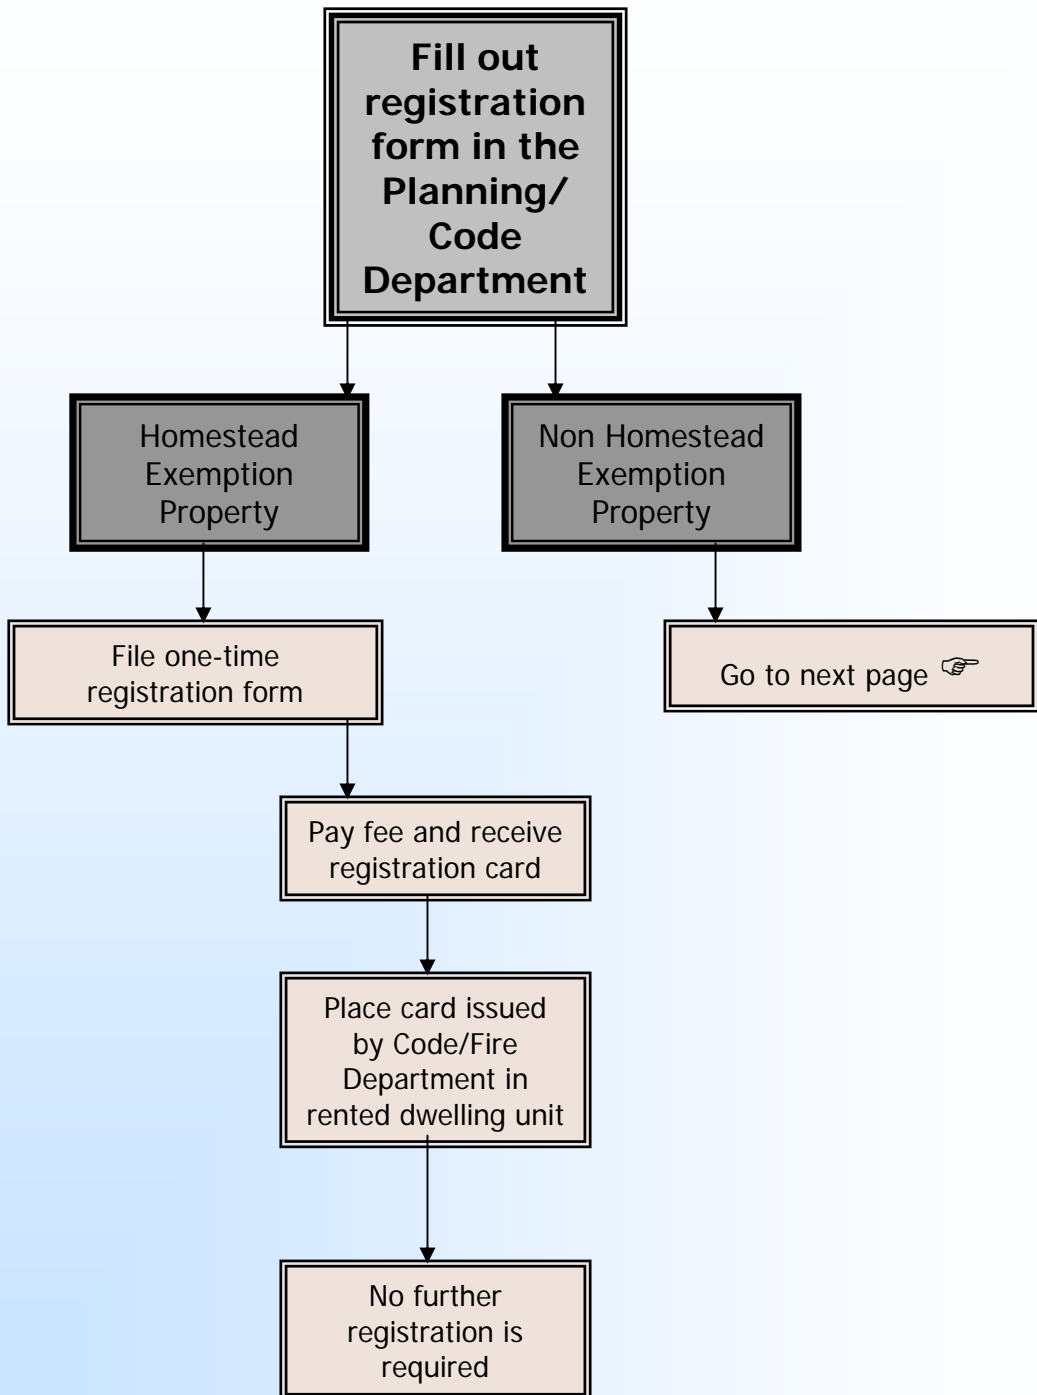 Fill out
registration
form in the
Planning/
Code
Department
Homestead
Exemption
Property
Non Homestead
Exemption
Property
File one-time
registration form
Go to next page ☞
Pay fee and receive
registration card
Place card issued
by Code/Fire
Department in
rented dwelling unit
No further
registration is
required